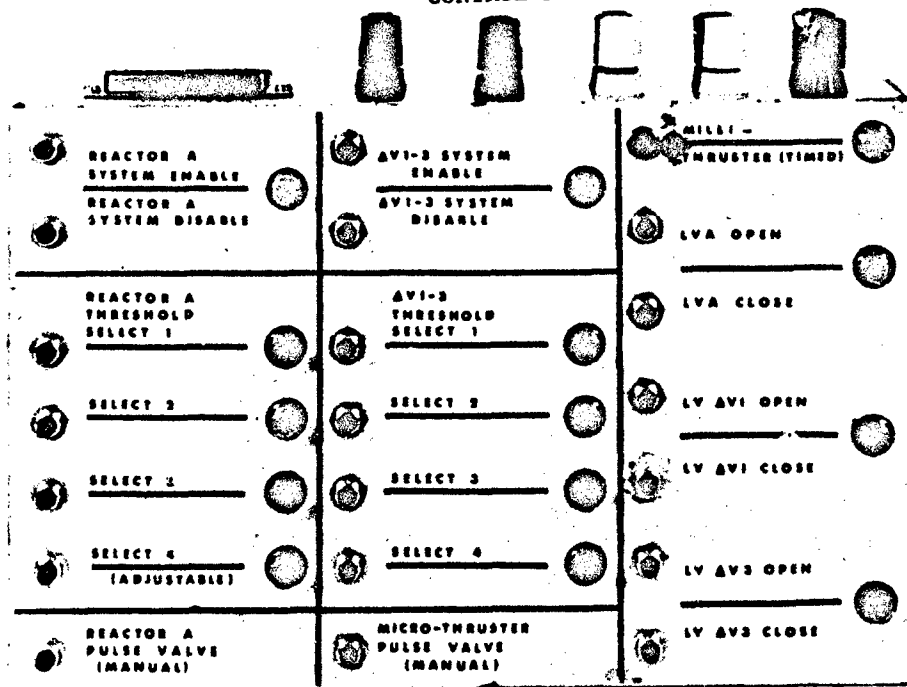 REACTOR A
SYSTEM ENABLE
REACTOR A
SYSTEM DISABLE
REACTOR A
THRESHOLD
SELECT 1
SELECT 2
SELECT 4
(ADJUSTABLE)
REACTOR A
PULSE VALVE
(MANUAL)
ΔV1-3 SYSTEM
ENABLE
ΔV1-3 SYSTEM
DISABLE
ΔV1-3
THRESHOLD
SELECT 1
SELECT 2
SELECT 3
SELECT 4
MICRO-THRUSTER
PULSE VALVE
(MANUAL)
MILLI-
THRUSTER (TIMED)
LVA OPEN
LVA CLOSE
LV ΔV1 OPEN
LV ΔV1 CLOSE
LV ΔV3 OPEN
LV ΔV3 CLOSE